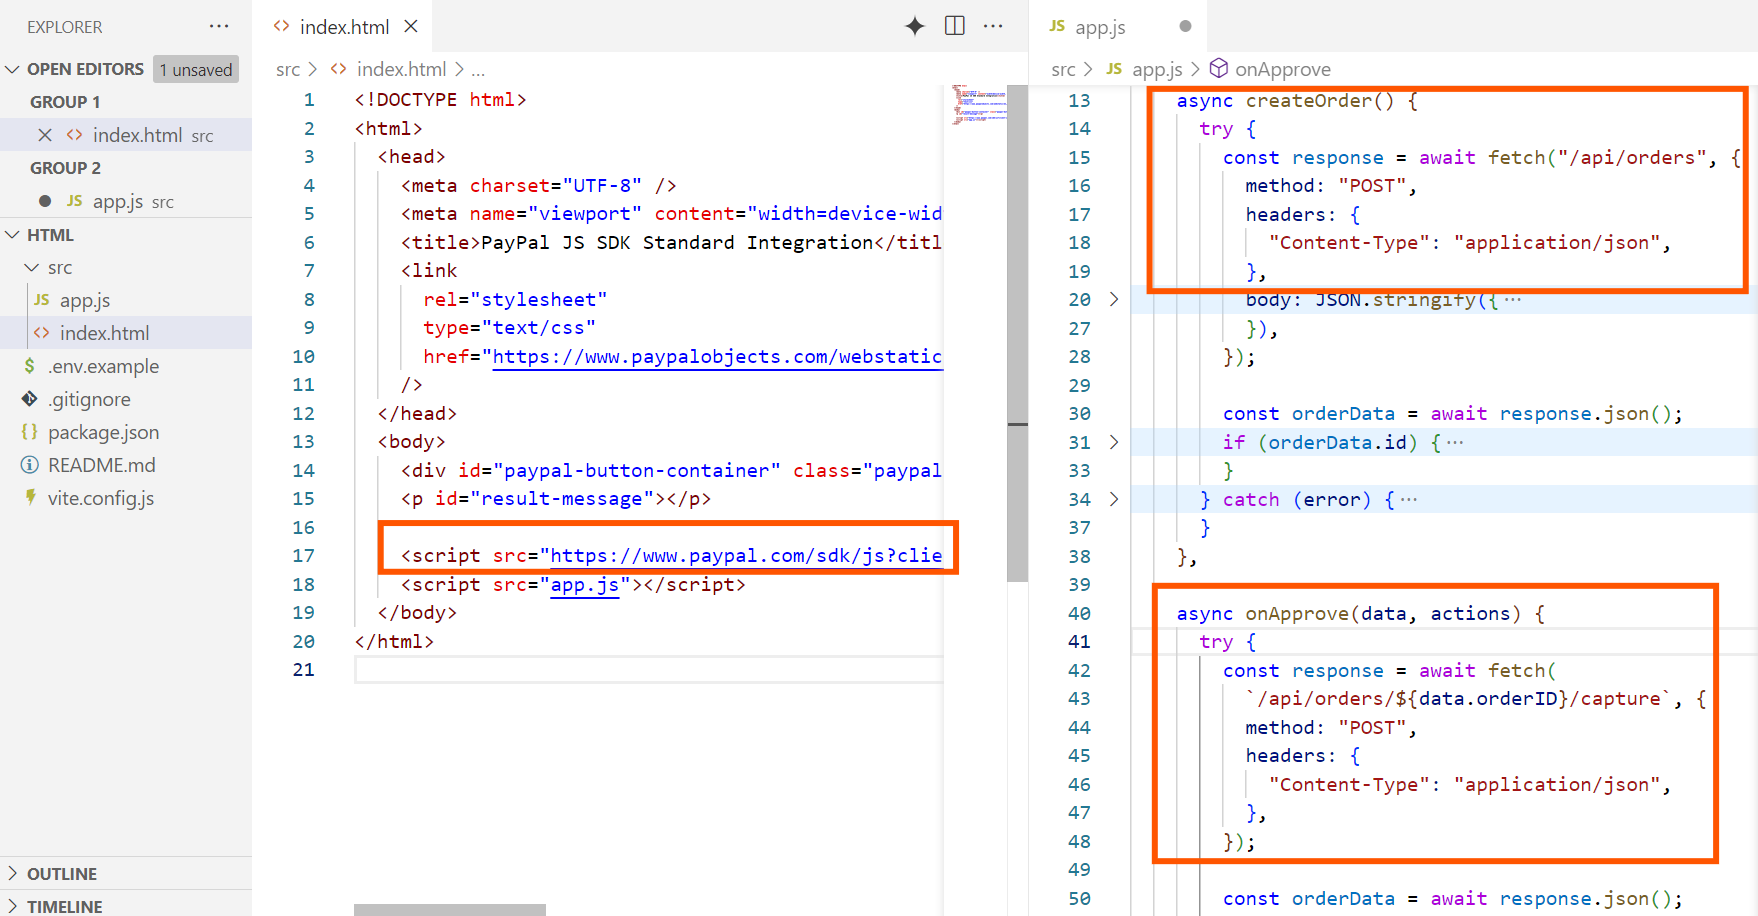 EXPLORER
OPEN EDITORS 1 unsaved
GROUP 1
index.html src
GROUP 2
JS app.js src
HTML
src
JS app.js
index.html
.env.example
.gitignore
package.json
README.md
vite.config.js
OUTLINE
TIMELINE
index.html
src > index.html > ...
1 <!DOCTYPE html>
2 <html>
3 <head>
4 <meta charset="UTF-8" />
5 <meta name="viewport" content="width=device-wid
6 <title>PayPal JS SDK Standard Integration</titl
7 <link
8 rel="stylesheet"
9 type="text/css"
10 href="https://www.paypalobjects.com/webstatic
11 />
12 </head>
13 <body>
14 <div id="paypal-button-container" class="paypal
15 <p id="result-message"></p>
16
17 <script src="https://www.paypal.com/sdk/js?clie
18 <script src="app.js"></script>
19 </body>
20 </html>
21
JS app.js
src > JS app.js > onApprove
13 async createOrder() {
14 try {
15 const response = await fetch("/api/orders", {
16 method: "POST",
17 headers: {
18 "Content-Type": "application/json",
19 },
20 body: JSON.stringify({ ...
27 }),
28 });
29
30 const orderData = await response.json();
31 if (orderData.id) { ...
33 }
34 } catch (error) { ...
37 }
38 },
39
40 async onApprove(data, actions) {
41 try {
42 const response = await fetch(
43 `/api/orders/${data.orderID}/capture`, {
44 method: "POST",
45 headers: {
46 "Content-Type": "application/json",
47 },
48 });
49
50 const orderData = await response.json();